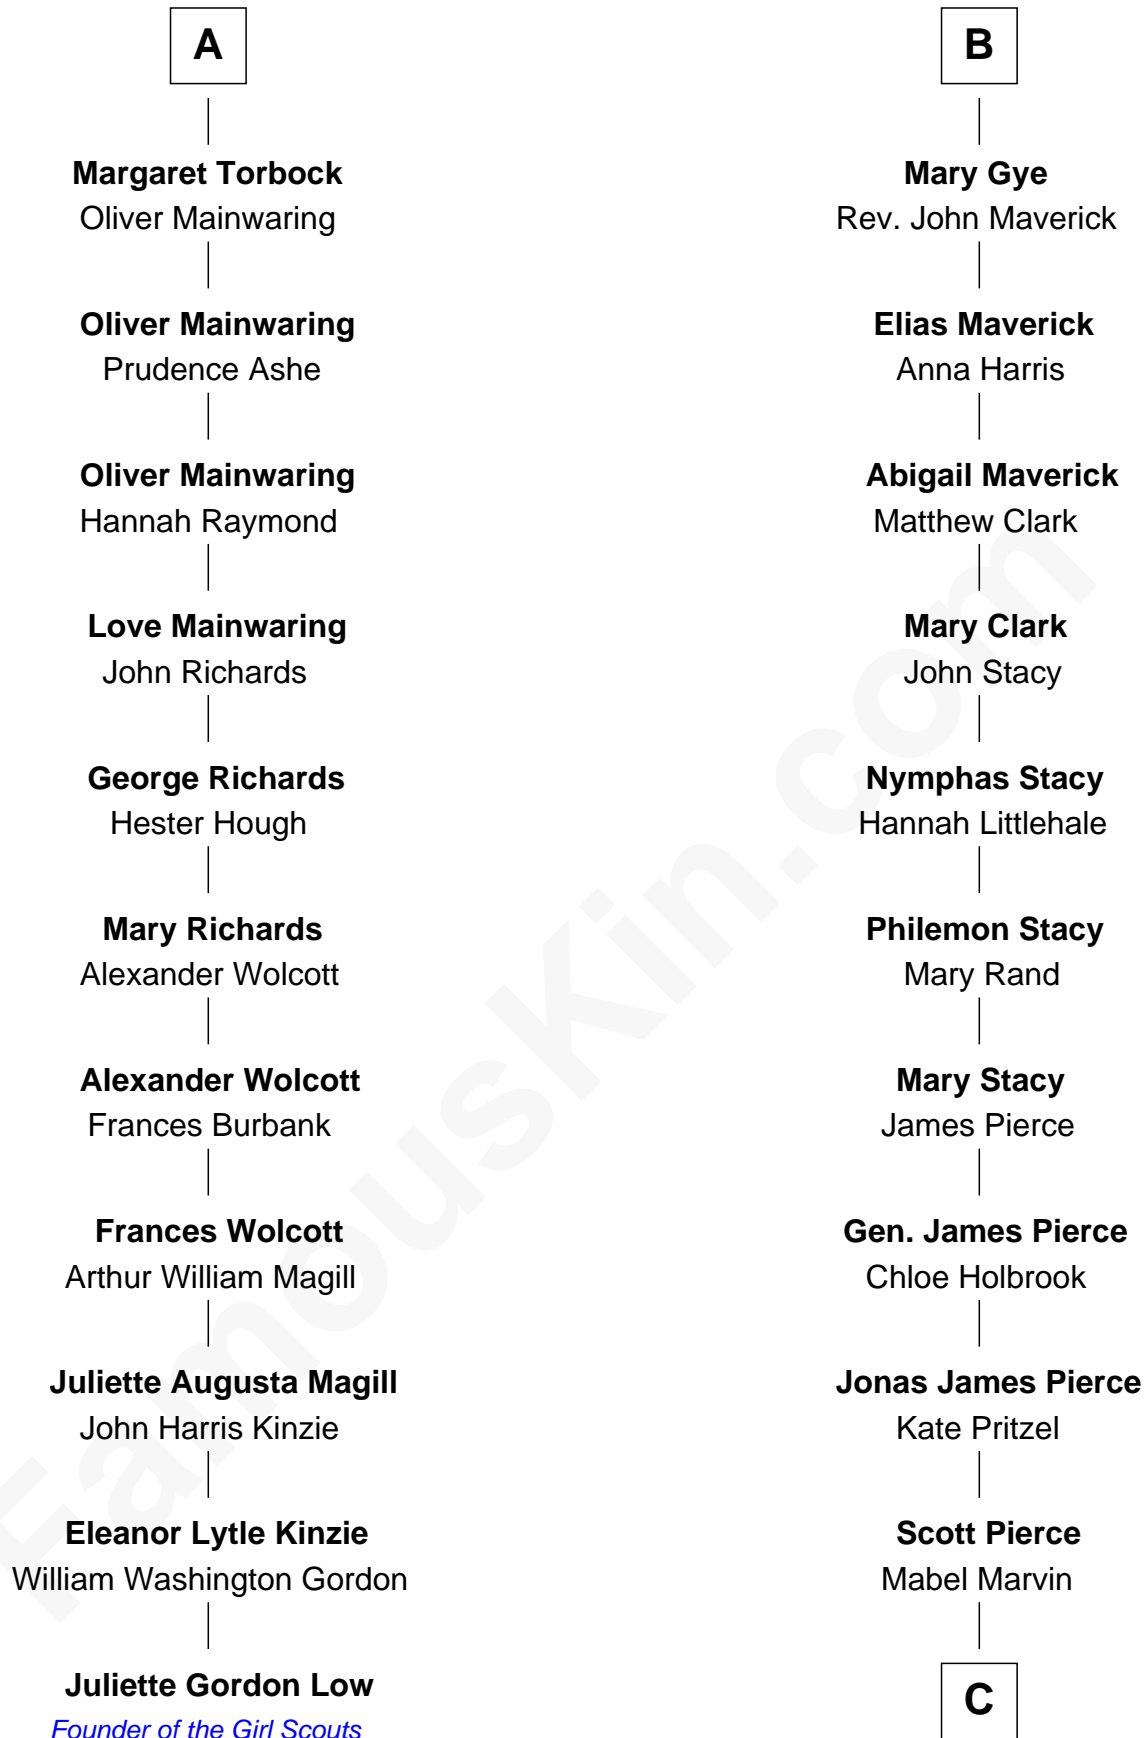 A
Margaret Torbock
Oliver Mainwaring
Oliver Mainwaring
Prudence Ashe
Oliver Mainwaring
Hannah Raymond
Love Mainwaring
John Richards
George Richards
Hester Hough
Mary Richards
Alexander Wolcott
Alexander Wolcott
Frances Burbank
Frances Wolcott
Arthur William Magill
Juliette Augusta Magill
John Harris Kinzie
Eleanor Lytle Kinzie
William Washington Gordon
Juliette Gordon Low
Founder of the Girl Scouts
B
Mary Gye
Rev. John Maverick
Elias Maverick
Anna Harris
Abigail Maverick
Matthew Clark
Mary Clark
John Stacy
Nymphas Stacy
Hannah Littlehale
Philemon Stacy
Mary Rand
Mary Stacy
James Pierce
Gen. James Pierce
Chloe Holbrook
Jonas James Pierce
Kate Pritzel
Scott Pierce
Mabel Marvin
C
FamousKin.com